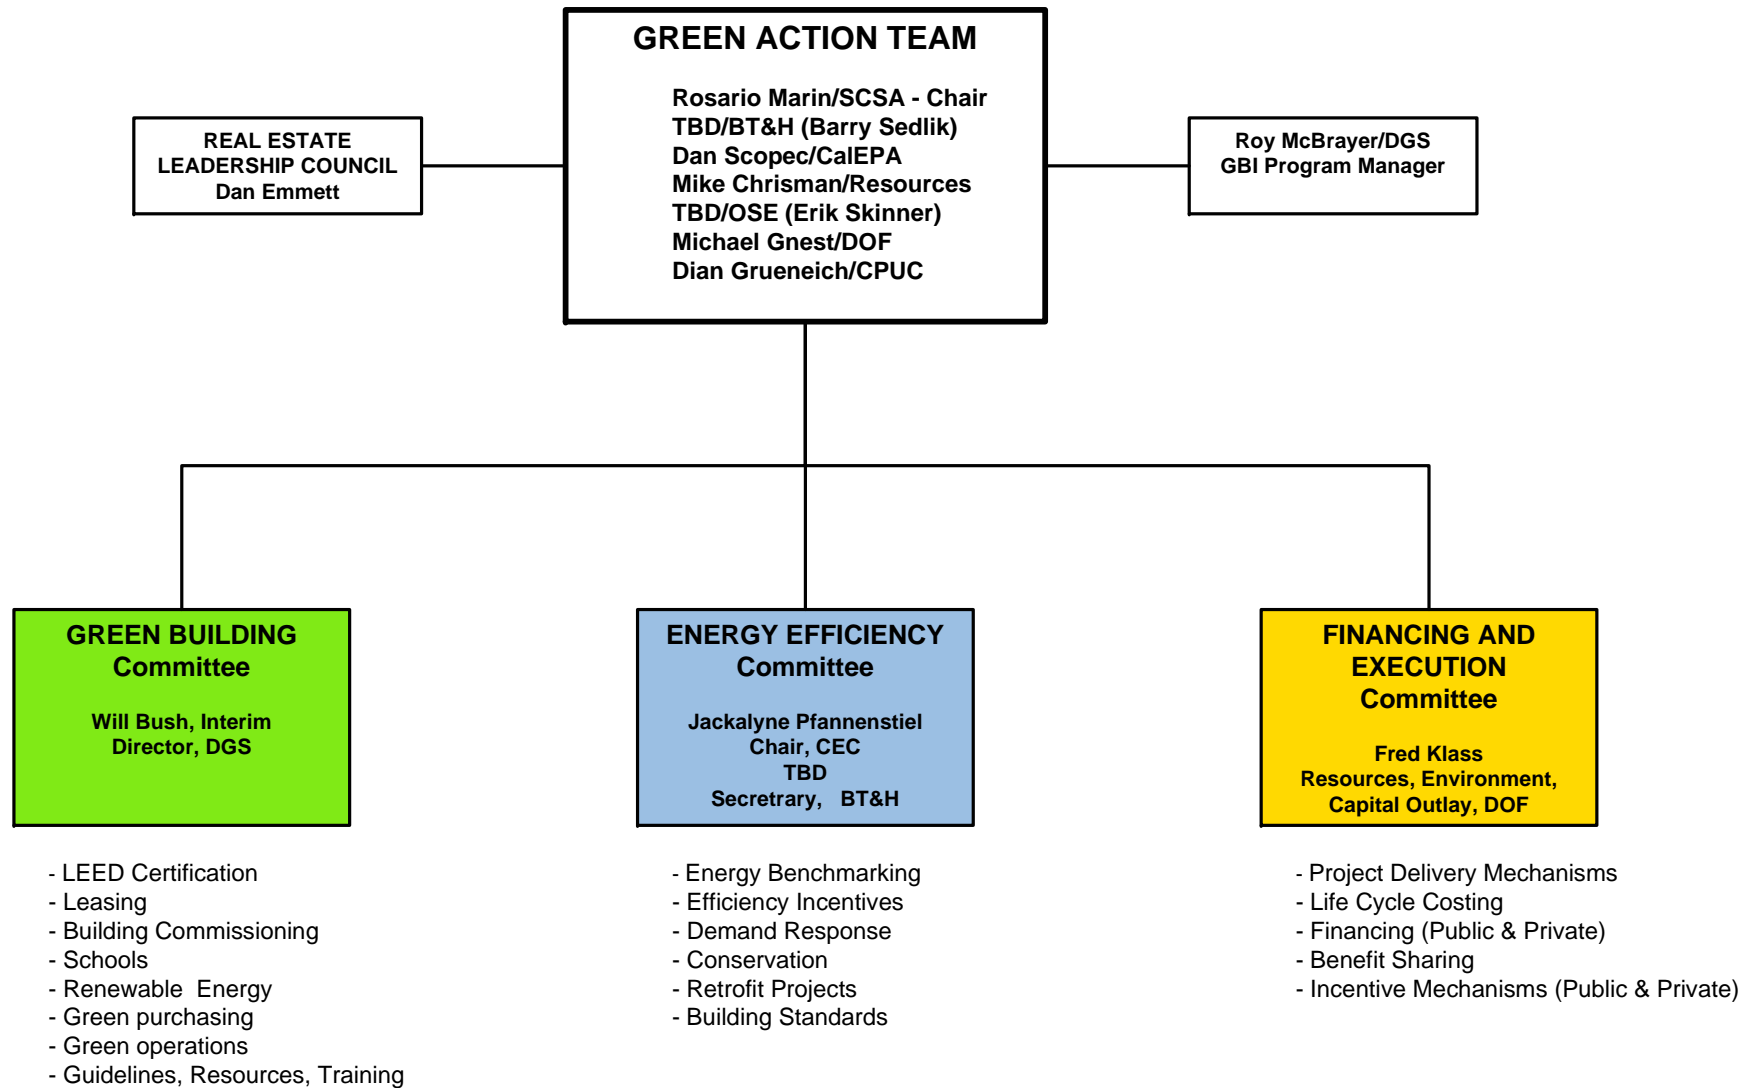 GREEN ACTION TEAM
Rosario Marin/SCSA - Chair
TBD/BT&H (Barry Sedlik)
Dan Scopec/CalEPA
Mike Chrisman/Resources
TBD/OSE (Erik Skinner)
Michael Gnest/DOF
Dian Grueneich/CPUC
REAL ESTATE
LEADERSHIP COUNCIL
Dan Emmett
Roy McBrayer/DGS
GBI Program Manager
GREEN BUILDING
Committee
Will Bush, Interim
Director, DGS
- LEED Certification
- Leasing
- Building Commissioning
- Schools
- Renewable  Energy
- Green purchasing
- Green operations
- Guidelines, Resources, Training
ENERGY EFFICIENCY
Committee
Jackalyne Pfannenstiel
Chair, CEC
TBD
Secretrary,   BT&H
- Energy Benchmarking
- Efficiency Incentives
- Demand Response
- Conservation
- Retrofit Projects
- Building Standards
FINANCING AND
EXECUTION
Committee
Fred Klass
Resources, Environment,
Capital Outlay, DOF
- Project Delivery Mechanisms
- Life Cycle Costing
- Financing (Public & Private)
- Benefit Sharing
- Incentive Mechanisms (Public & Private)